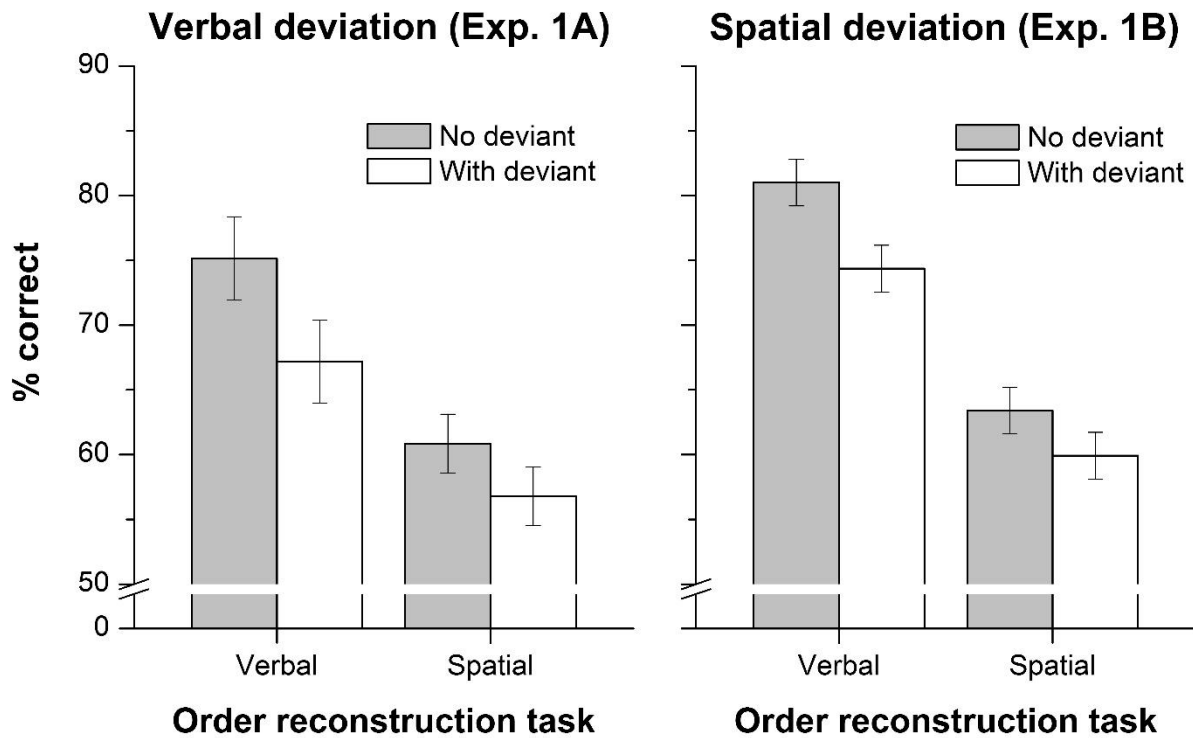 Verbal deviation (Exp. 1A)
Spatial deviation (Exp. 1B)
90
80
70
60
50
0
% correct
No deviant
With deviant
No deviant
With deviant
Verbal
Spatial
Verbal
Spatial
Order reconstruction task
Order reconstruction task